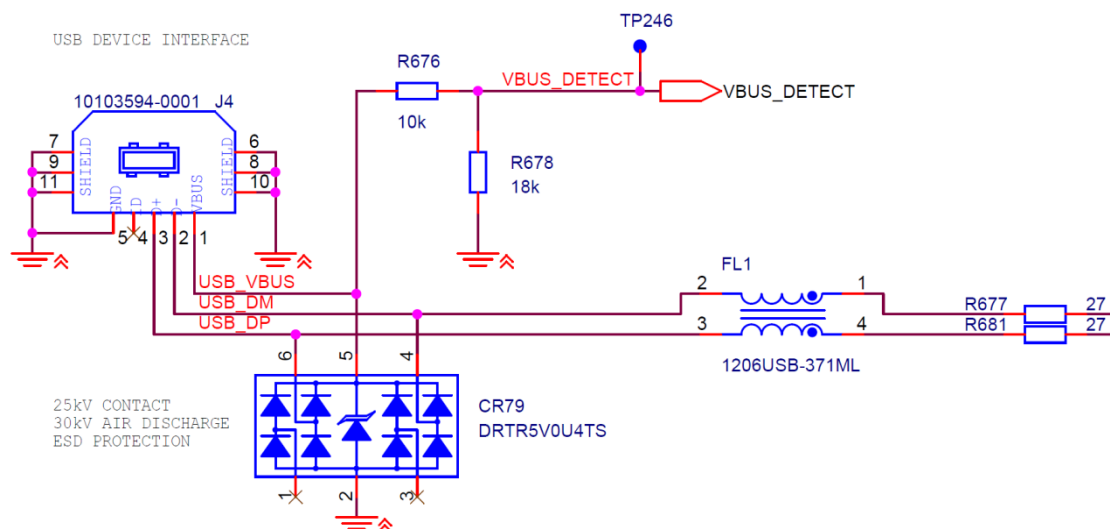 TP246
USB DEVICE INTERFACE
R676
VBUS_DETECT
VBUS_DETECT
10103594-0001 J4
10k
7
9
11
SHIELD
SHIELD
6
8
10
R678
18k
GND
ID
D+
D-
VBUS
5
4
3
2
1
FL1
USB_VBUS
USB_DM
USB_DP
2
1
3
4
R677
27
R681
27
1206USB-371ML
6
5
4
25kV CONTACT
30kV AIR DISCHARGE
ESD PROTECTION
CR79
DRTR5V0U4TS
1
2
3